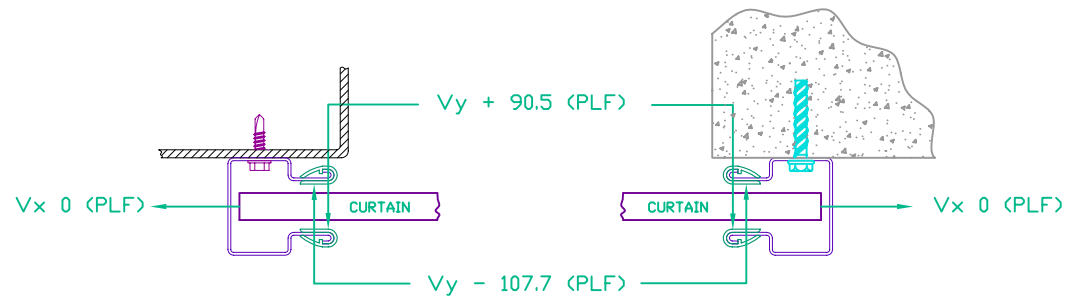 Vy + 90.5 (PLF)
Vx 0 (PLF) CURTAIN CURTAIN Vx 0 (PLF)
Vy - 107.7 (PLF)